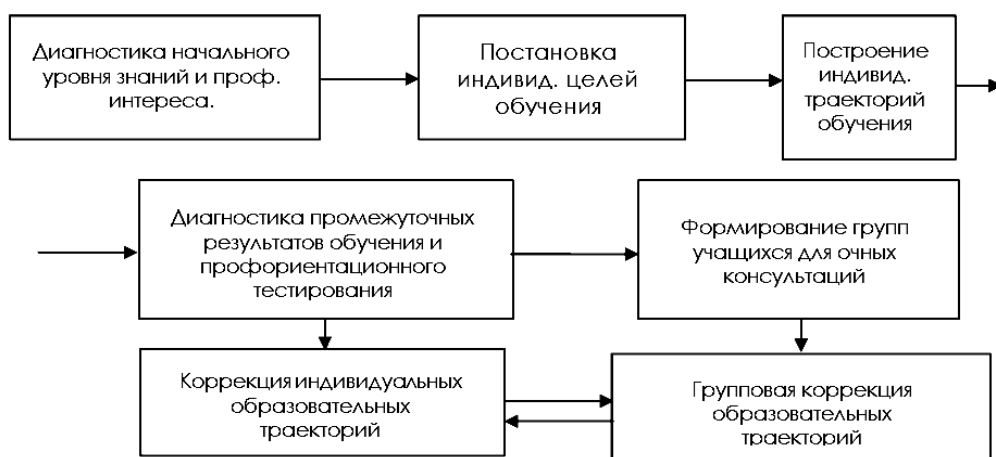 Диагностика начального
уровня знаний и проф.
интереса.
Постановка
индивид. целей
обучения
Построение
индивид.
траекторий
обучения
Диагностика промежуточных
результатов обучения и
профориентационного
тестирования
Формирование групп
учащихся для очных
консультаций
Коррекция индивидуальных
образовательных
траекторий
Групповая коррекция
образовательных
траекторий